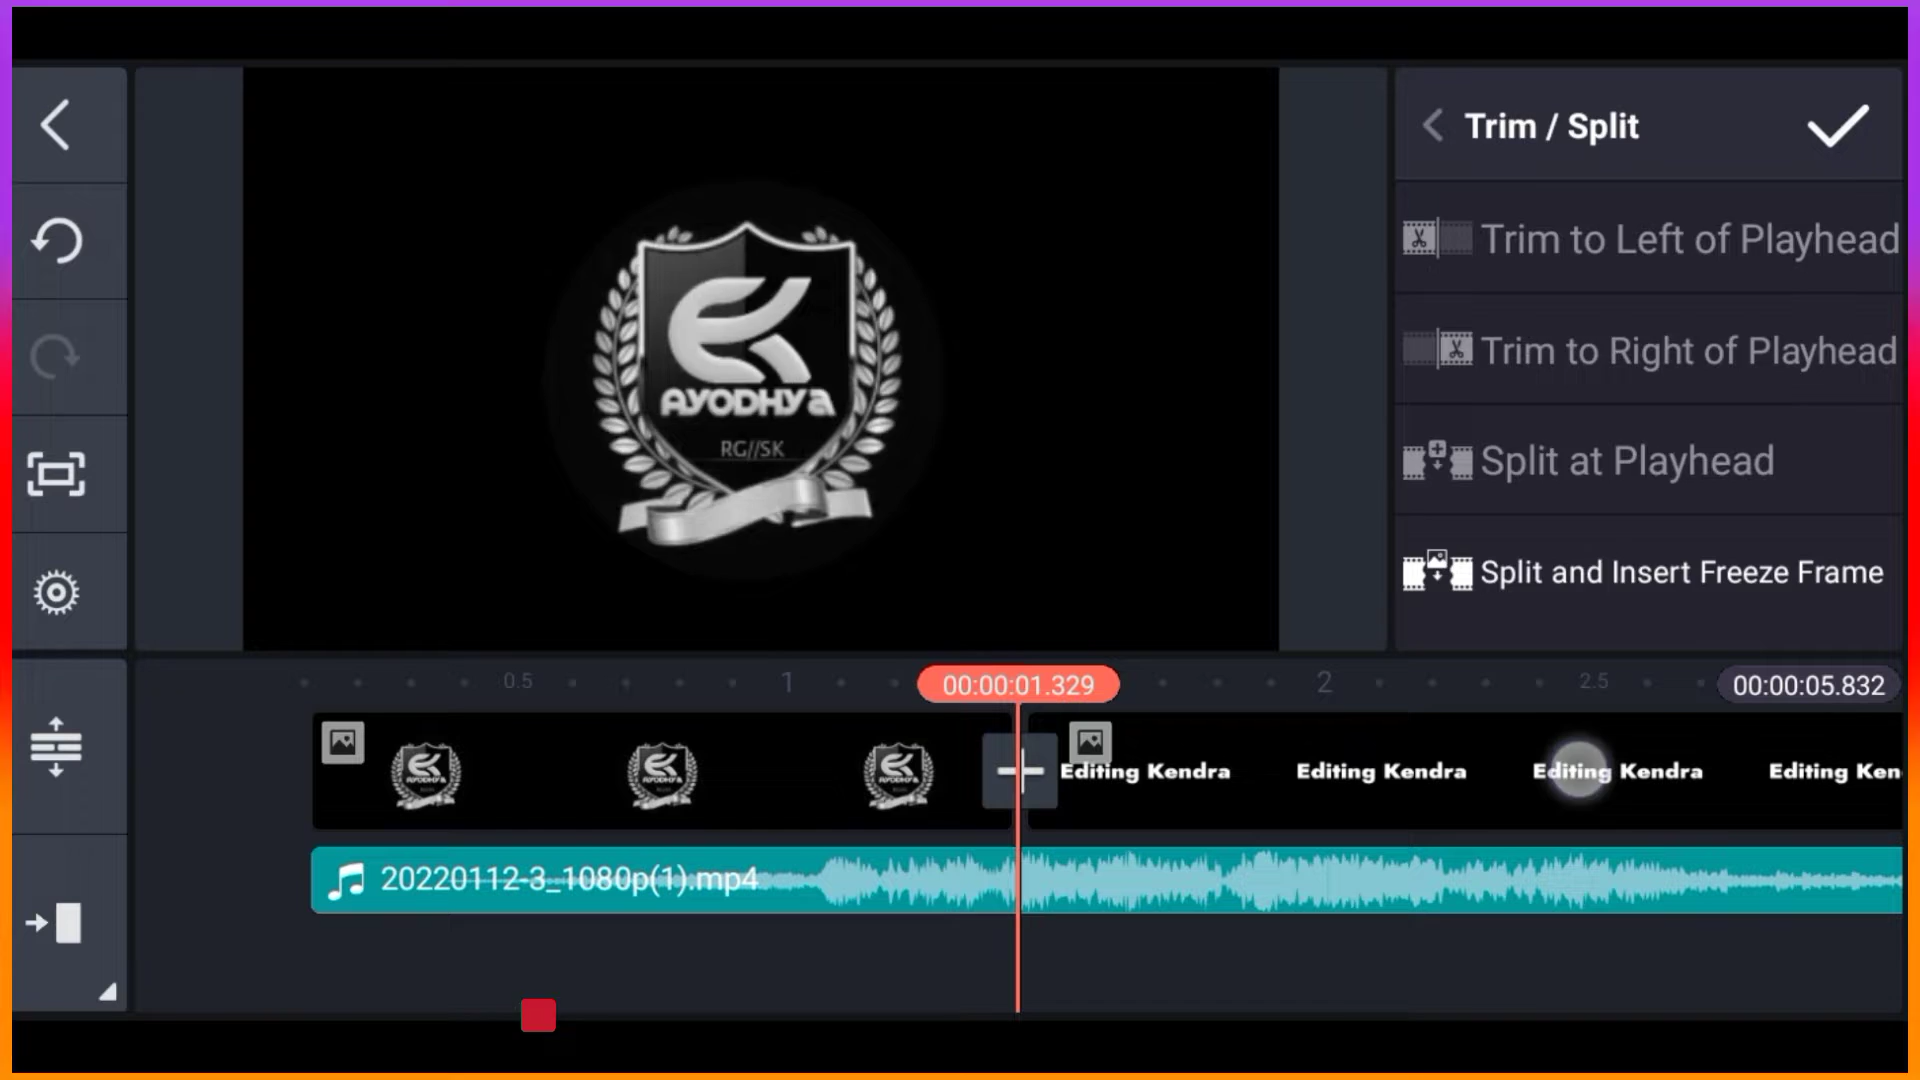 Trim / Split
Trim to Left of Playhead
Trim to Right of Playhead
Split at Playhead
Split and Insert Freeze Frame
EK
AYODHYa
RG//SK
0.5
1
00:00:01.329
2
2.5
00:00:05.832
Editing Kendra
Editing Kendra
Editing Kendra
Editing Ken
20220112-3_1080p(1).mp4